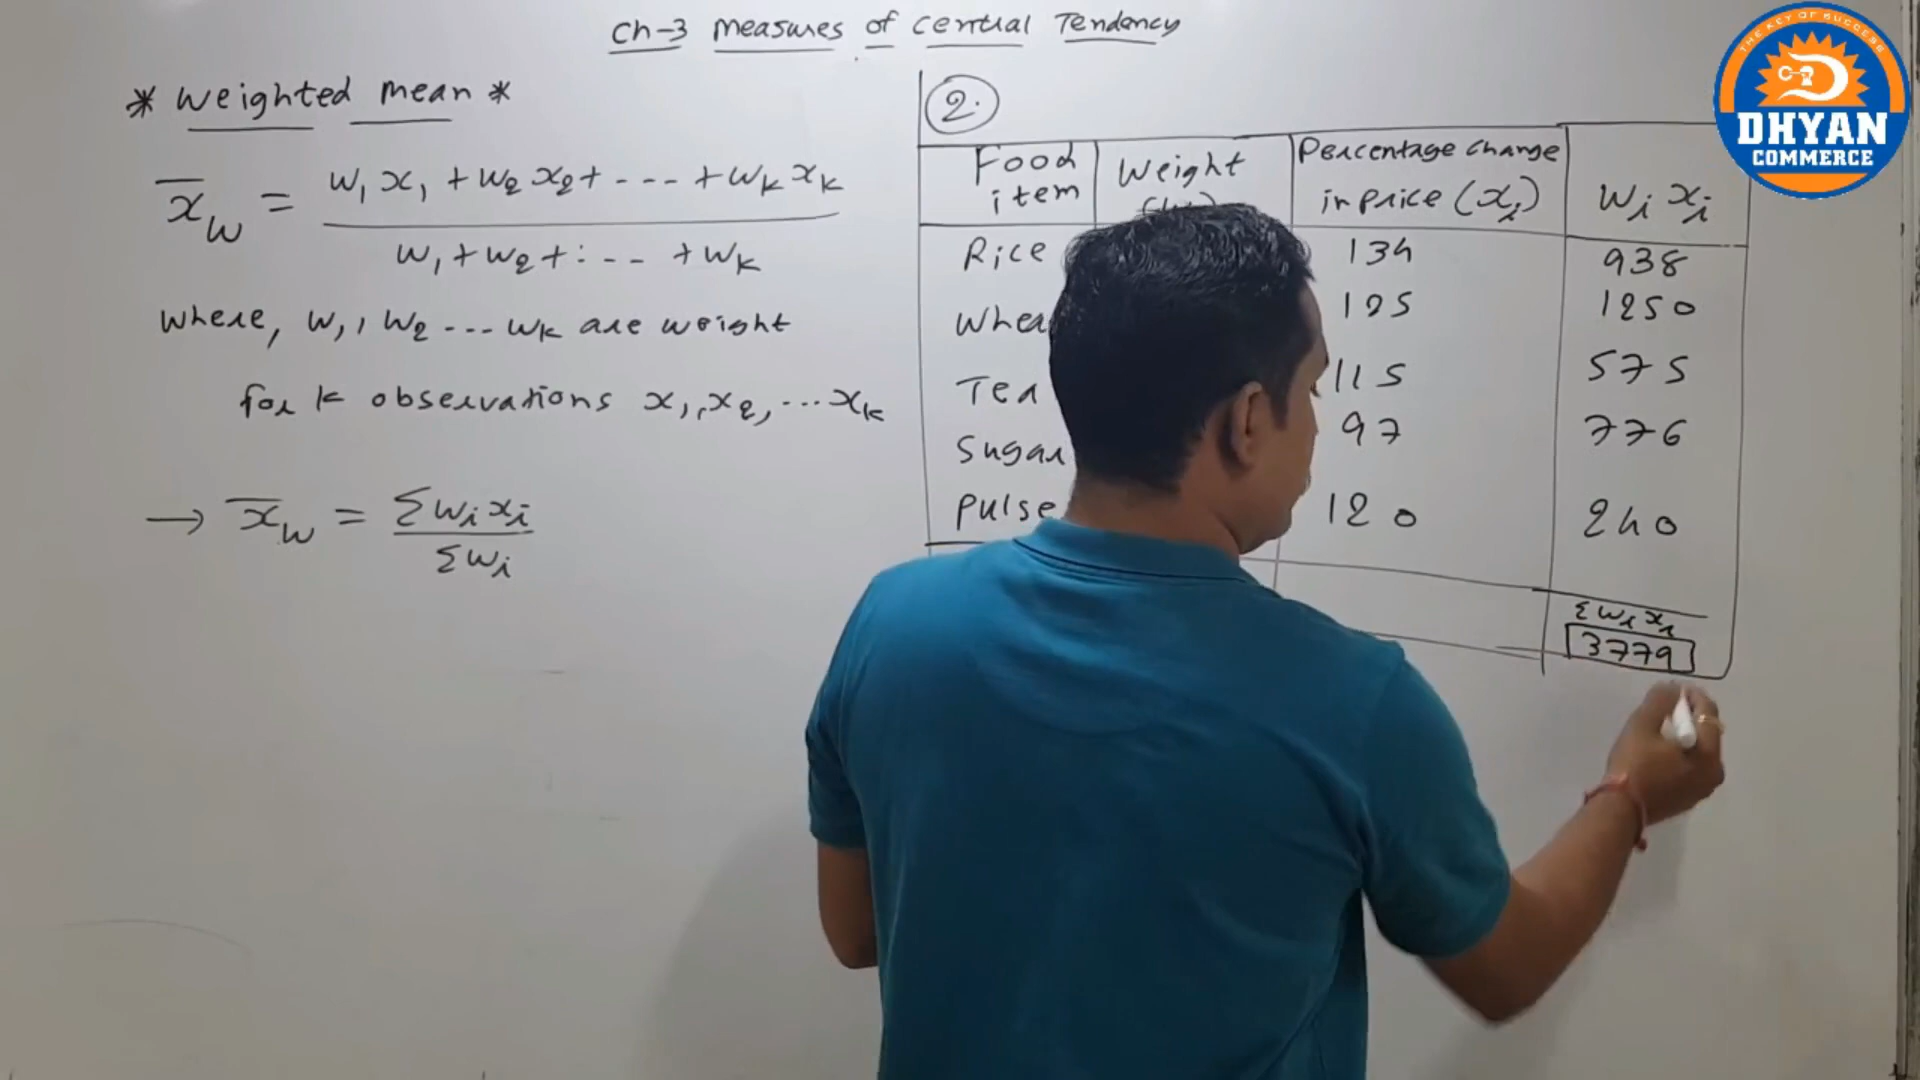 Ch-3 Measures of Central Tendency
* Weighted mean *
x̄w = w₁x₁ + w₂x₂ + --- + wₖxₖ
w₁ + w₂ + --- + wₖ
where, w₁, w₂ --- wₖ are weight
for k observations x₁, x₂, ... xₖ
→ x̄w = Σwᵢxᵢ
Σwᵢ
2.
Food item Weight Percentage change in price (xᵢ) wᵢxᵢ
Rice 134 938
Whea 125 1250
Tea 115 575
Sugar 97 776
Pulse 120 240
Σwᵢxᵢ
3779
THE KEY OF SUCCESS
DHYAN
COMMERCE